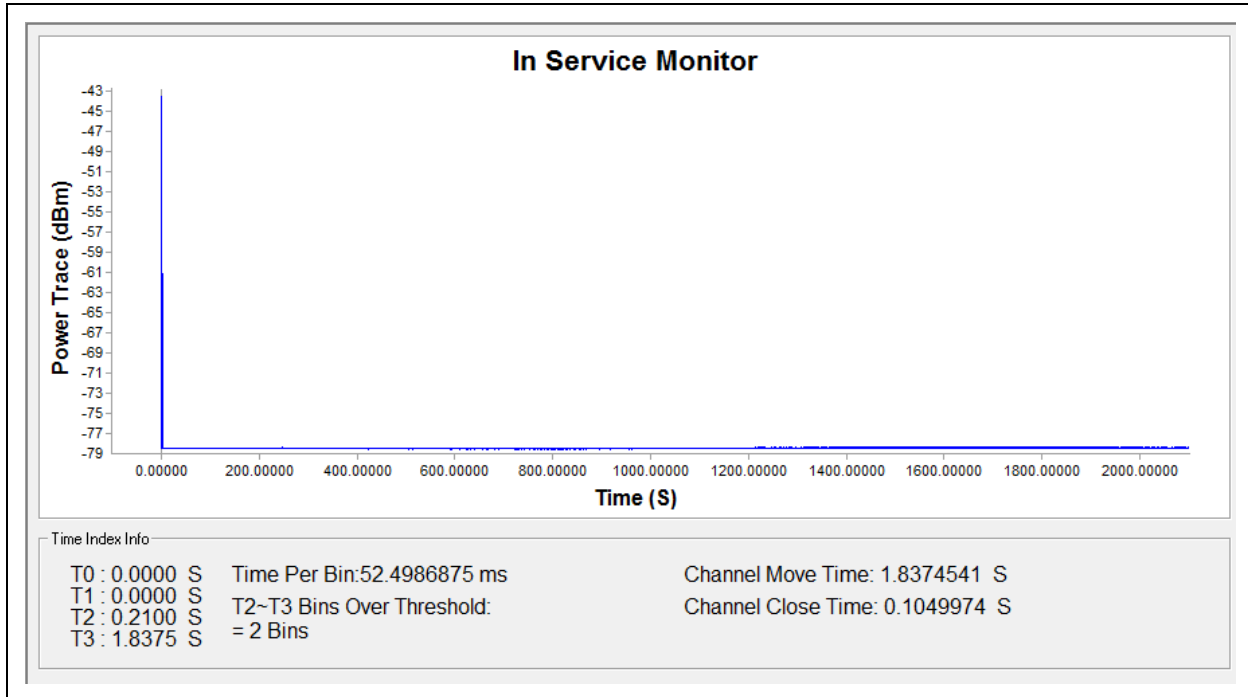 In Service Monitor
Power Trace (dBm)
-43
-45
-47
-49
-51
-53
-55
-57
-59
-61
-63
-65
-67
-69
-71
-73
-75
-77
-79
0.00000 200.00000 400.00000 600.00000 800.00000 1000.00000 1200.00000 1400.00000 1600.00000 1800.00000 2000.00000
Time (S)
Time Index Info
T0 : 0.0000 S
T1 : 0.0000 S
T2 : 0.2100 S
T3 : 1.8375 S
Time Per Bin:52.4986875 ms
T2~T3 Bins Over Threshold:
= 2 Bins
Channel Move Time: 1.8374541 S
Channel Close Time: 0.1049974 S